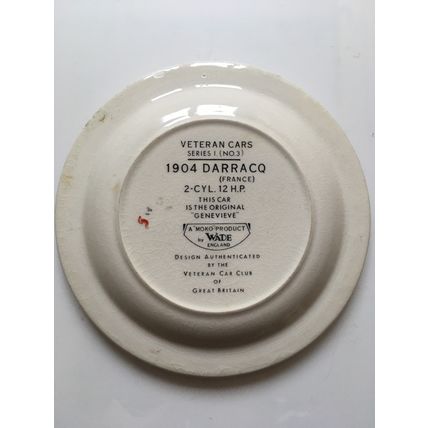 VETERAN CARS
SERIES 1 (NO.3)
1904 DARRACQ
(FRANCE)
2-CYL. 12 H.P.
THIS CAR
IS THE ORIGINAL
"GENEVIEVE"
A "MOKO" PRODUCT
by WADE
ENGLAND
DESIGN AUTHENTICATED
BY THE
VETERAN CAR CLUB
OF
GREAT BRITAIN